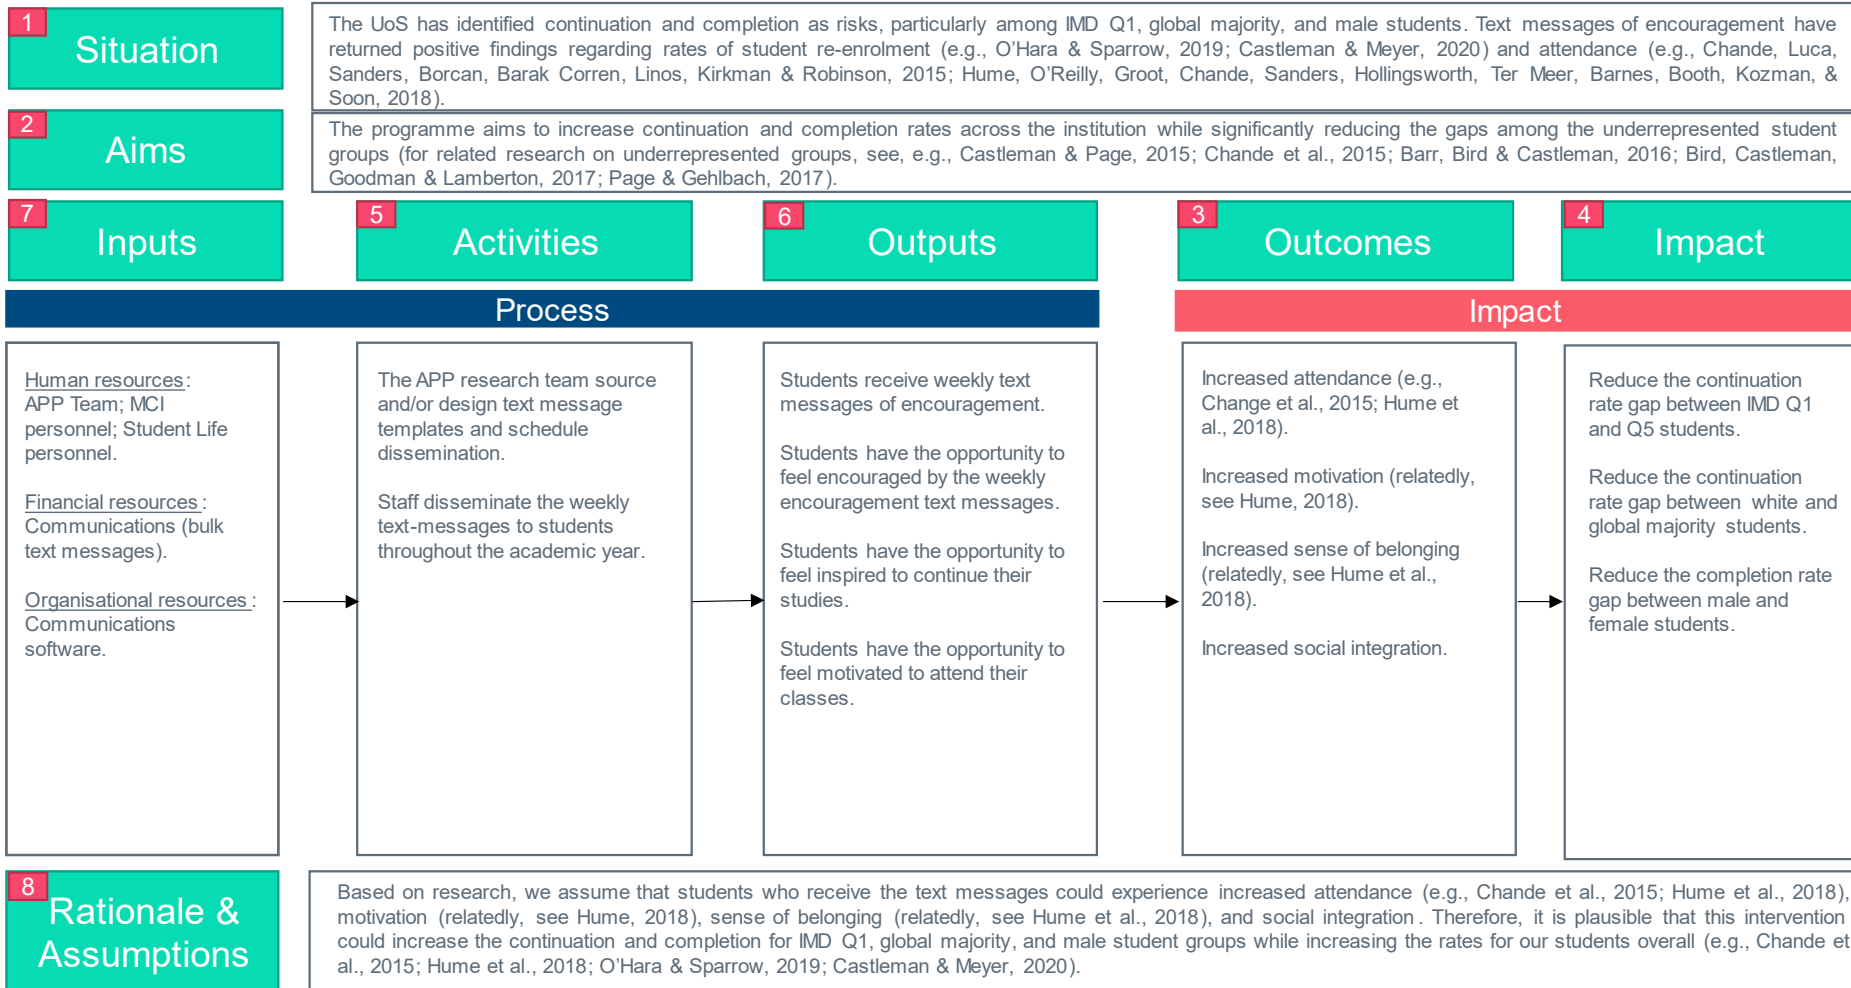 1
Situation
The UoS has identified continuation and completion as risks, particularly among IMD Q1, global majority, and male students. Text messages of encouragement have
returned positive findings regarding rates of student re-enrolment (e.g., O'Hara & Sparrow, 2019; Castleman & Meyer, 2020) and attendance (e.g., Chande, Luca,
Sanders, Borcan, Barak Corren, Linos, Kirkman & Robinson, 2015; Hume, O'Reilly, Groot, Chande, Sanders, Hollingsworth, Ter Meer, Barnes, Booth, Kozman, &
Soon, 2018).
2
Aims
The programme aims to increase continuation and completion rates across the institution while significantly reducing the gaps among the underrepresented student
groups (for related research on underrepresented groups, see, e.g., Castleman & Page, 2015; Chande et al., 2015; Barr, Bird & Castleman, 2016; Bird, Castleman,
Goodman & Lamberton, 2017; Page & Gehlbach, 2017).
7
Inputs
5
Activities
6
Outputs
3
Outcomes
4
Impact
Process
Impact
Human resources:
APP Team; MCI
personnel; Student Life
personnel.
Financial resources:
Communications (bulk
text messages).
Organisational resources:
Communications
software.
The APP research team source
and/or design text message
templates and schedule
dissemination.
Staff disseminate the weekly
text-messages to students
throughout the academic year.
Students receive weekly text
messages of encouragement.
Students have the opportunity to
feel encouraged by the weekly
encouragement text messages.
Students have the opportunity to
feel inspired to continue their
studies.
Students have the opportunity to
feel motivated to attend their
classes.
Increased attendance (e.g.,
Change et al., 2015; Hume et
al., 2018).
Increased motivation (relatedly,
see Hume, 2018).
Increased sense of belonging
(relatedly, see Hume et al.,
2018).
Increased social integration.
Reduce the continuation
rate gap between IMD Q1
and Q5 students.
Reduce the continuation
rate gap between white and
global majority students.
Reduce the completion rate
gap between male and
female students.
8
Rationale &
Assumptions
Based on research, we assume that students who receive the text messages could experience increased attendance (e.g., Chande et al., 2015; Hume et al., 2018),
motivation (relatedly, see Hume, 2018), sense of belonging (relatedly, see Hume et al., 2018), and social integration. Therefore, it is plausible that this intervention
could increase the continuation and completion for IMD Q1, global majority, and male student groups while increasing the rates for our students overall (e.g., Chande et
al., 2015; Hume et al., 2018; O'Hara & Sparrow, 2019; Castleman & Meyer, 2020).